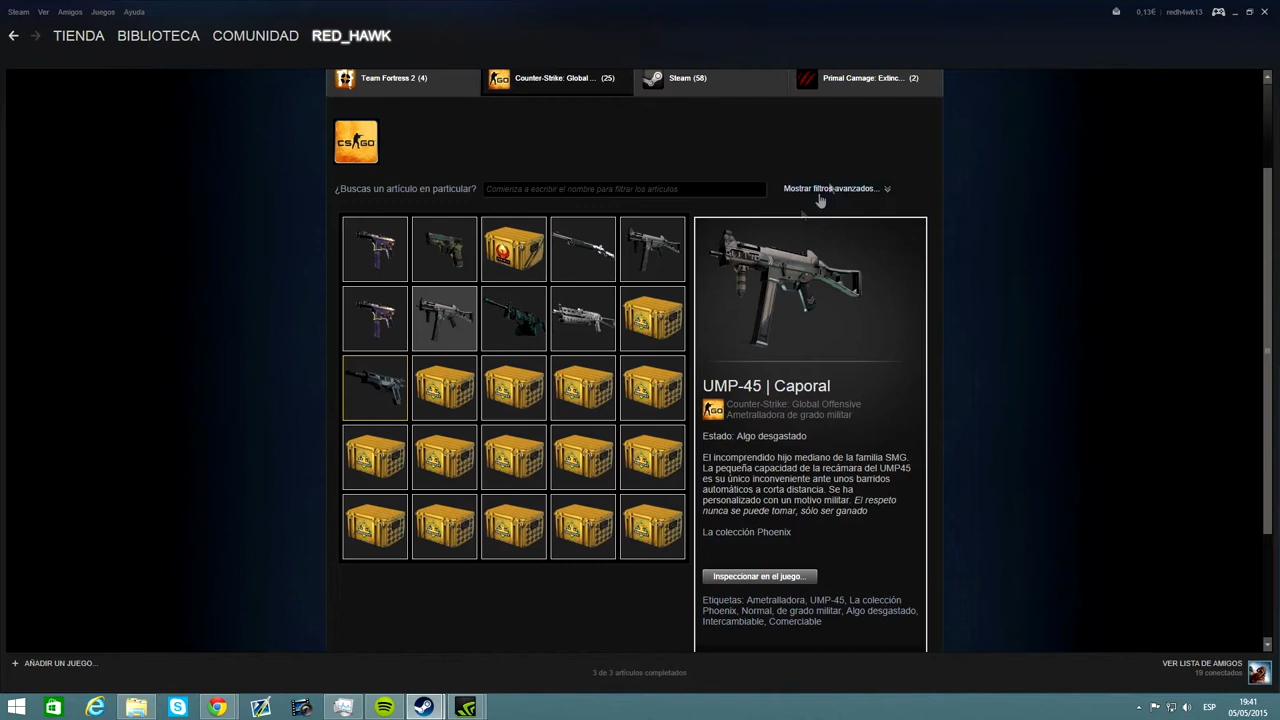 Steam Ver Amigos Juegos Ayuda
0,13€ redh4wk13
TIENDA BIBLIOTECA COMUNIDAD RED_HAWK
Team Fortress 2 (4)
Counter-Strike: Global ... (25)
Steam (58)
Primal Carnage: Extinc... (2)
CS GO
¿Buscas un artículo en particular? Comienza a escribir el nombre para filtrar los artículos Mostrar filtros avanzados...
UMP-45 | Caporal
Counter-Strike: Global Offensive
Ametralladora de grado militar
Estado: Algo desgastado
El incomprendido hijo mediano de la familia SMG.
La pequeña capacidad de la recámara del UMP45
es su único inconveniente ante unos barridos
automáticos a corta distancia. Se ha
personalizado con un motivo militar. El respeto
nunca se puede tomar, sólo ser ganado
La colección Phoenix
Inspeccionar en el juego...
Etiquetas: Ametralladora, UMP-45, La colección
Phoenix, Normal, de grado militar, Algo desgastado,
Intercambiable, Comerciable
+ AÑADIR UN JUEGO...
3 de 3 artículos completados
VER LISTA DE AMIGOS
19 conectados
ESP
19:41
05/05/2015